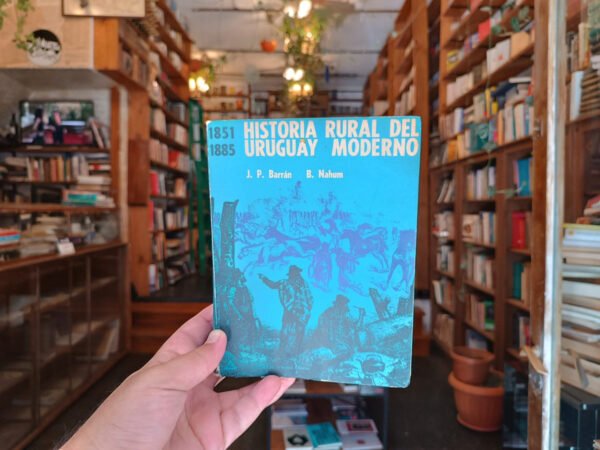 1851 HISTORIA RURAL DEL
1885 URUGUAY MODERNO
J. P. Barrán B. Nahum